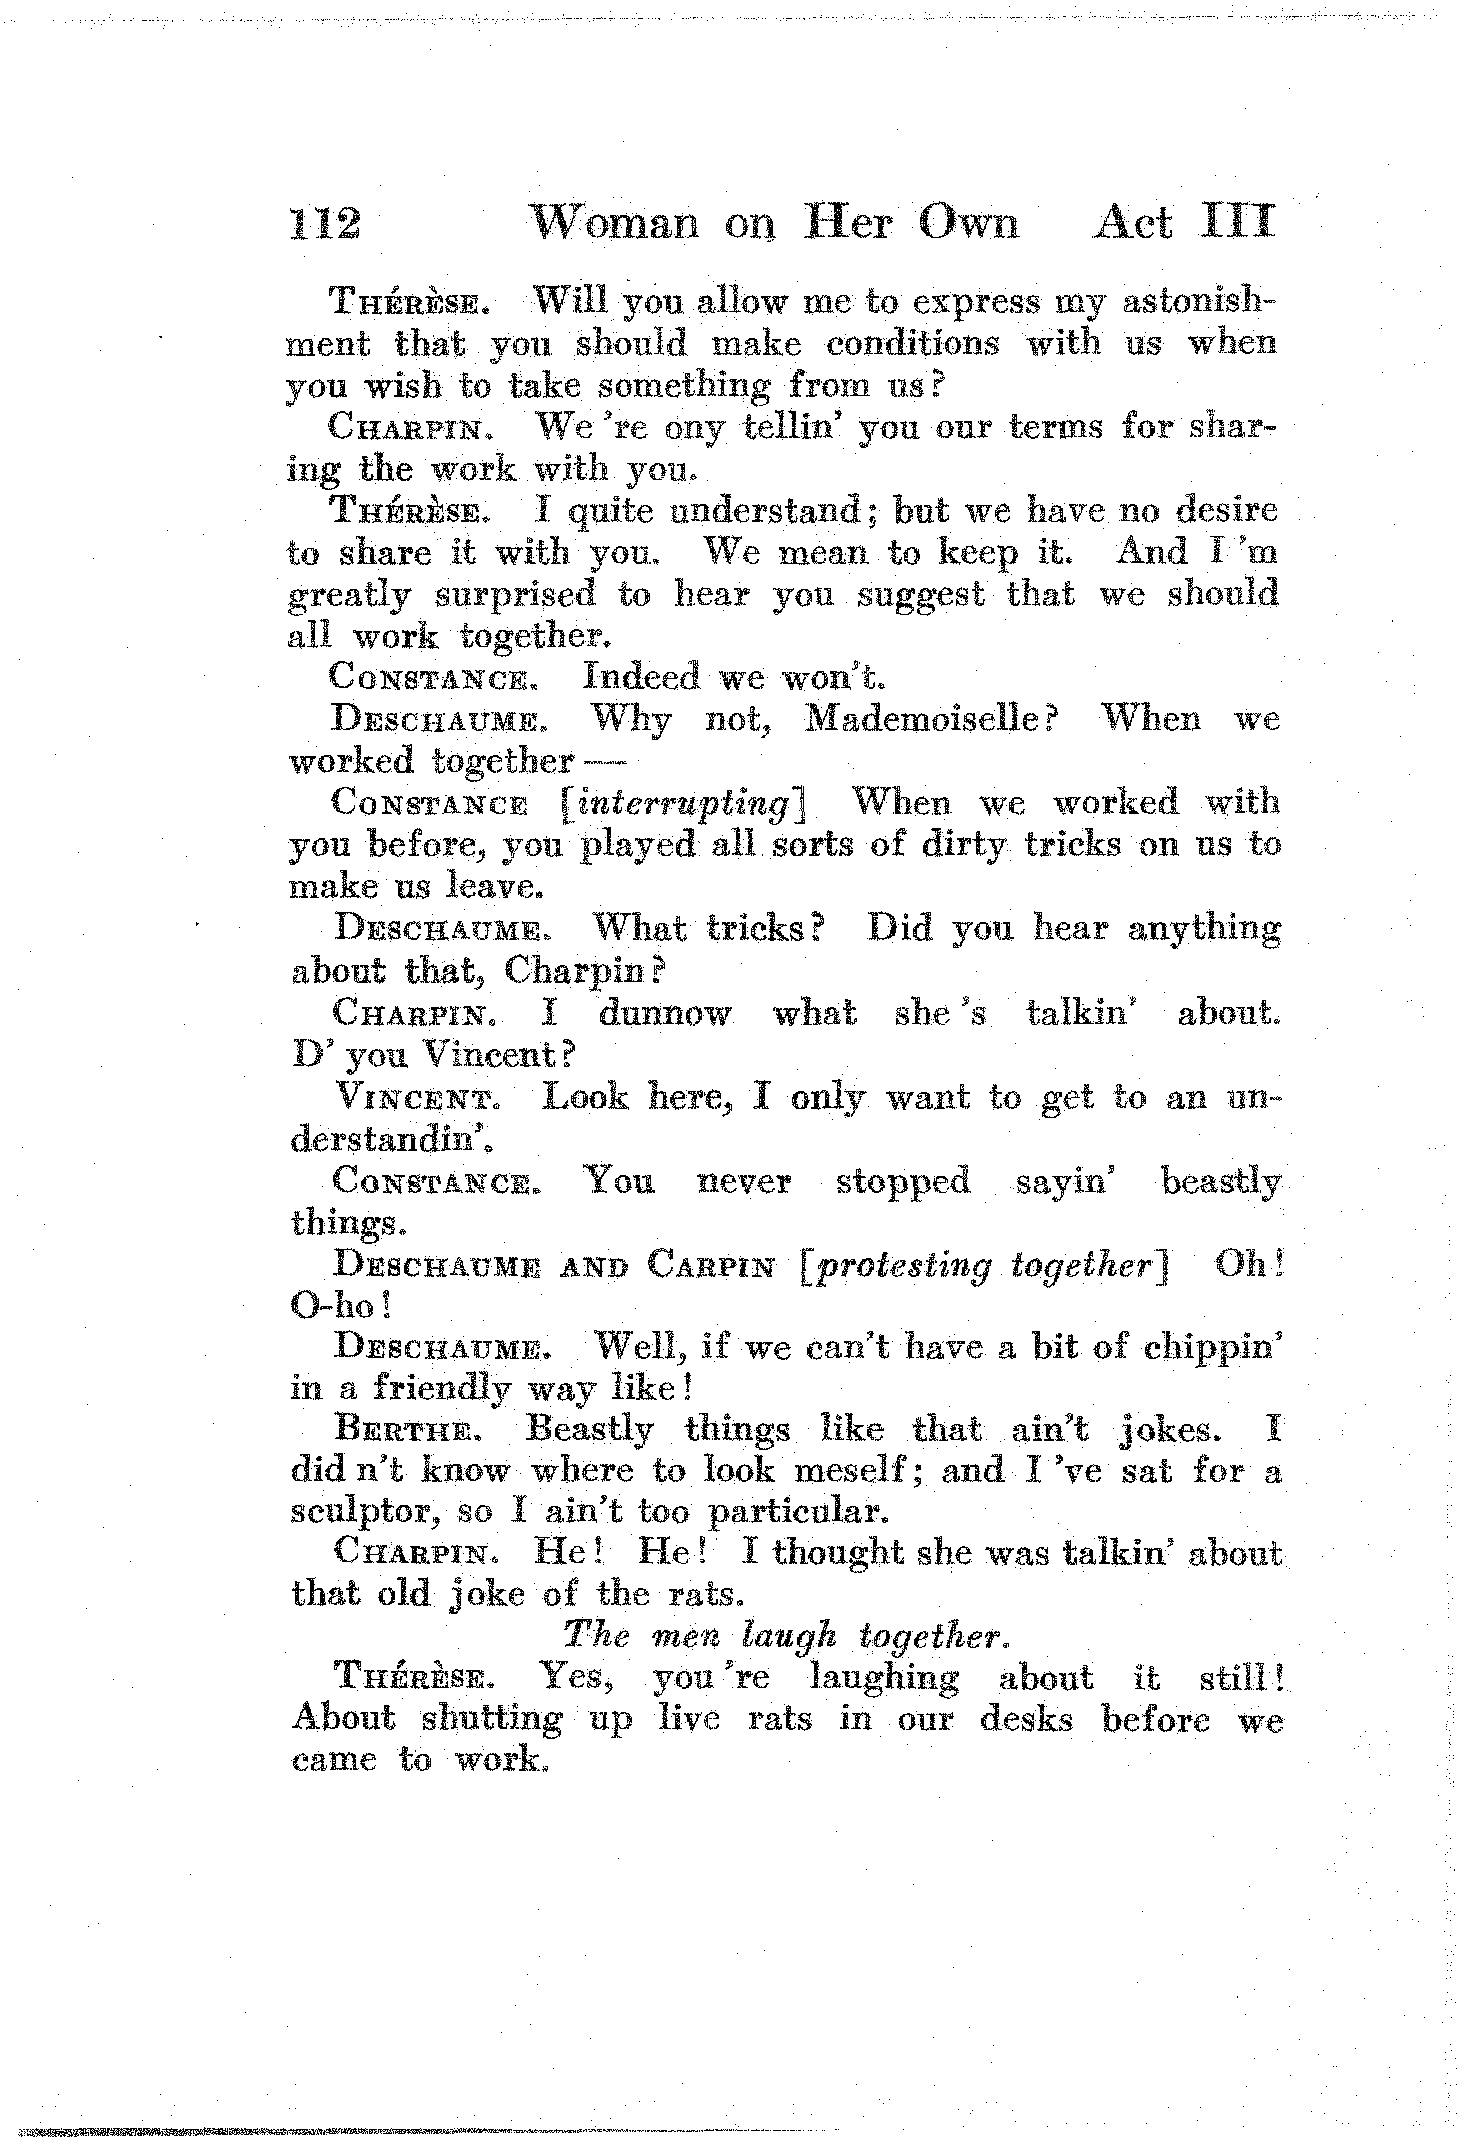 112 Woman on Her Own Act III
THÉRÈSE. Will you allow me to express my astonish-
ment that you should make conditions with us when
you wish to take something from us?
CHARPIN. We 're ony tellin' you our terms for shar-
ing the work with you.
THÉRÈSE. I quite understand; but we have no desire
to share it with you. We mean to keep it. And I 'm
greatly surprised to hear you suggest that we should
all work together.
CONSTANCE. Indeed we won't.
DESCHAUME. Why not, Mademoiselle? When we
worked together—
CONSTANCE [interrupting] When we worked with
you before, you played all sorts of dirty tricks on us to
make us leave.
DESCHAUME. What tricks? Did you hear anything
about that, Charpin?
CHARPIN. I dunnow what she 's talkin' about.
D' you Vincent?
VINCENT. Look here, I only want to get to an un-
derstandin'.
CONSTANCE. You never stopped sayin' beastly
things.
DESCHAUME AND CARPIN [protesting together] Oh!
O-ho!
DESCHAUME. Well, if we can't have a bit of chippin'
in a friendly way like!
BERTHE. Beastly things like that ain't jokes. I
did n't know where to look meself; and I 've sat for a
sculptor, so I ain't too particular.
CHARPIN. He! He! I thought she was talkin' about
that old joke of the rats.
The men laugh together.
THÉRÈSE. Yes, you 're laughing about it still!
About shutting up live rats in our desks before we
came to work.